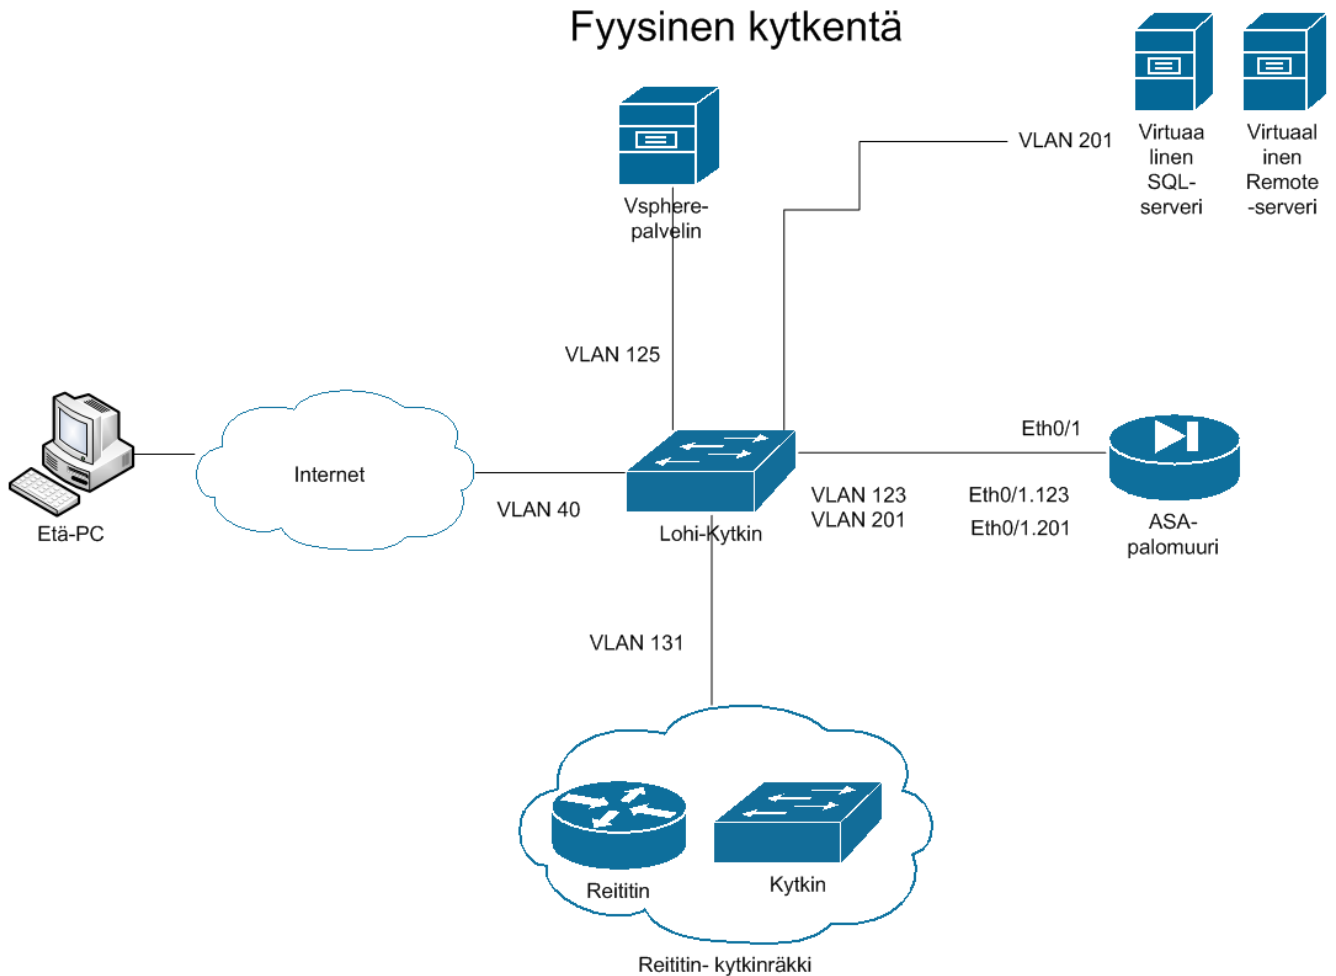 Fyysinen kytkentä
VLAN 201
Virtuaa
linen
SQL-
serveri
Virtuaal
inen
Remote
-serveri
Vsphere-
palvelin
VLAN 125
Etä-PC
Internet
VLAN 40
Lohi-Kytkin
Eth0/1
VLAN 123
VLAN 201
Eth0/1.123
Eth0/1.201
ASA-
palomuuri
VLAN 131
Reititin
Kytkin
Reititin- kytkinräkki